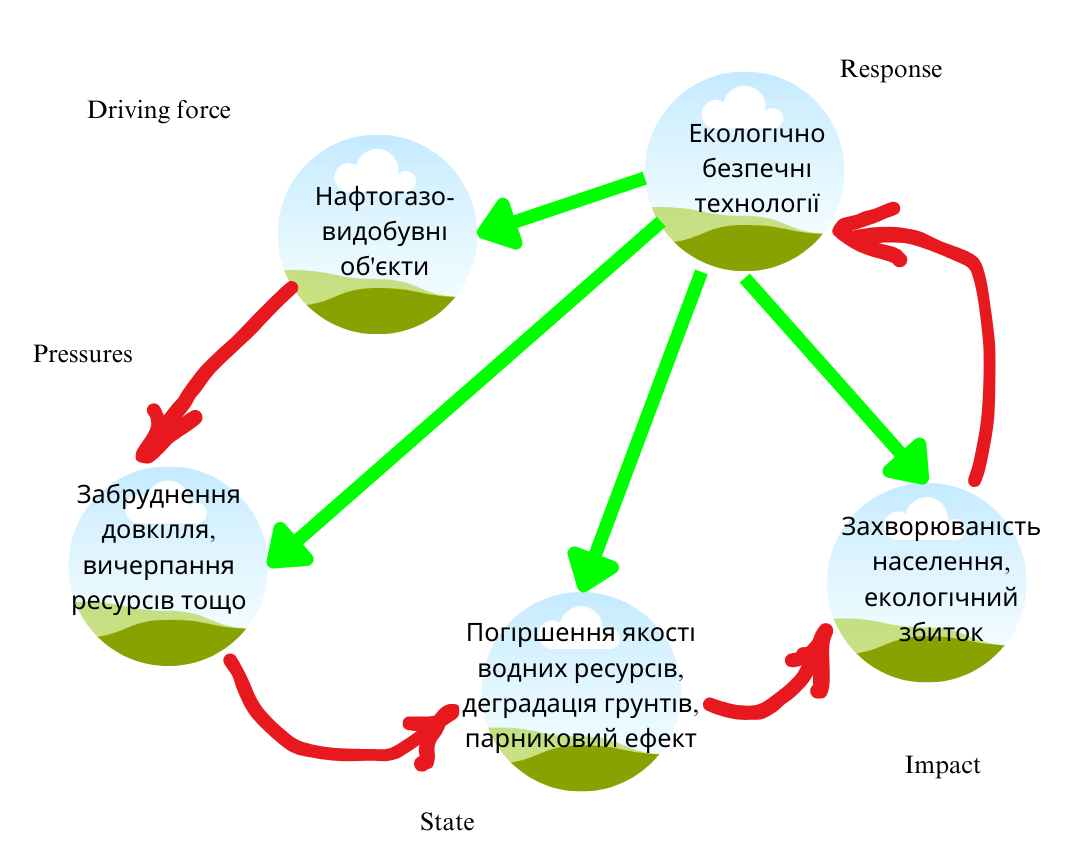 Response
Driving force
Екологічно
безпечні
технології
Нафтогазо-
видобувні
об'єкти
Pressures
Забруднення
довкілля,
вичерпання
ресурсів тощо
Захворюваність
населення,
екологічний
збиток
Погіршення якості
водних ресурсів,
деградація грунтів,
парниковий ефект
Impact
State